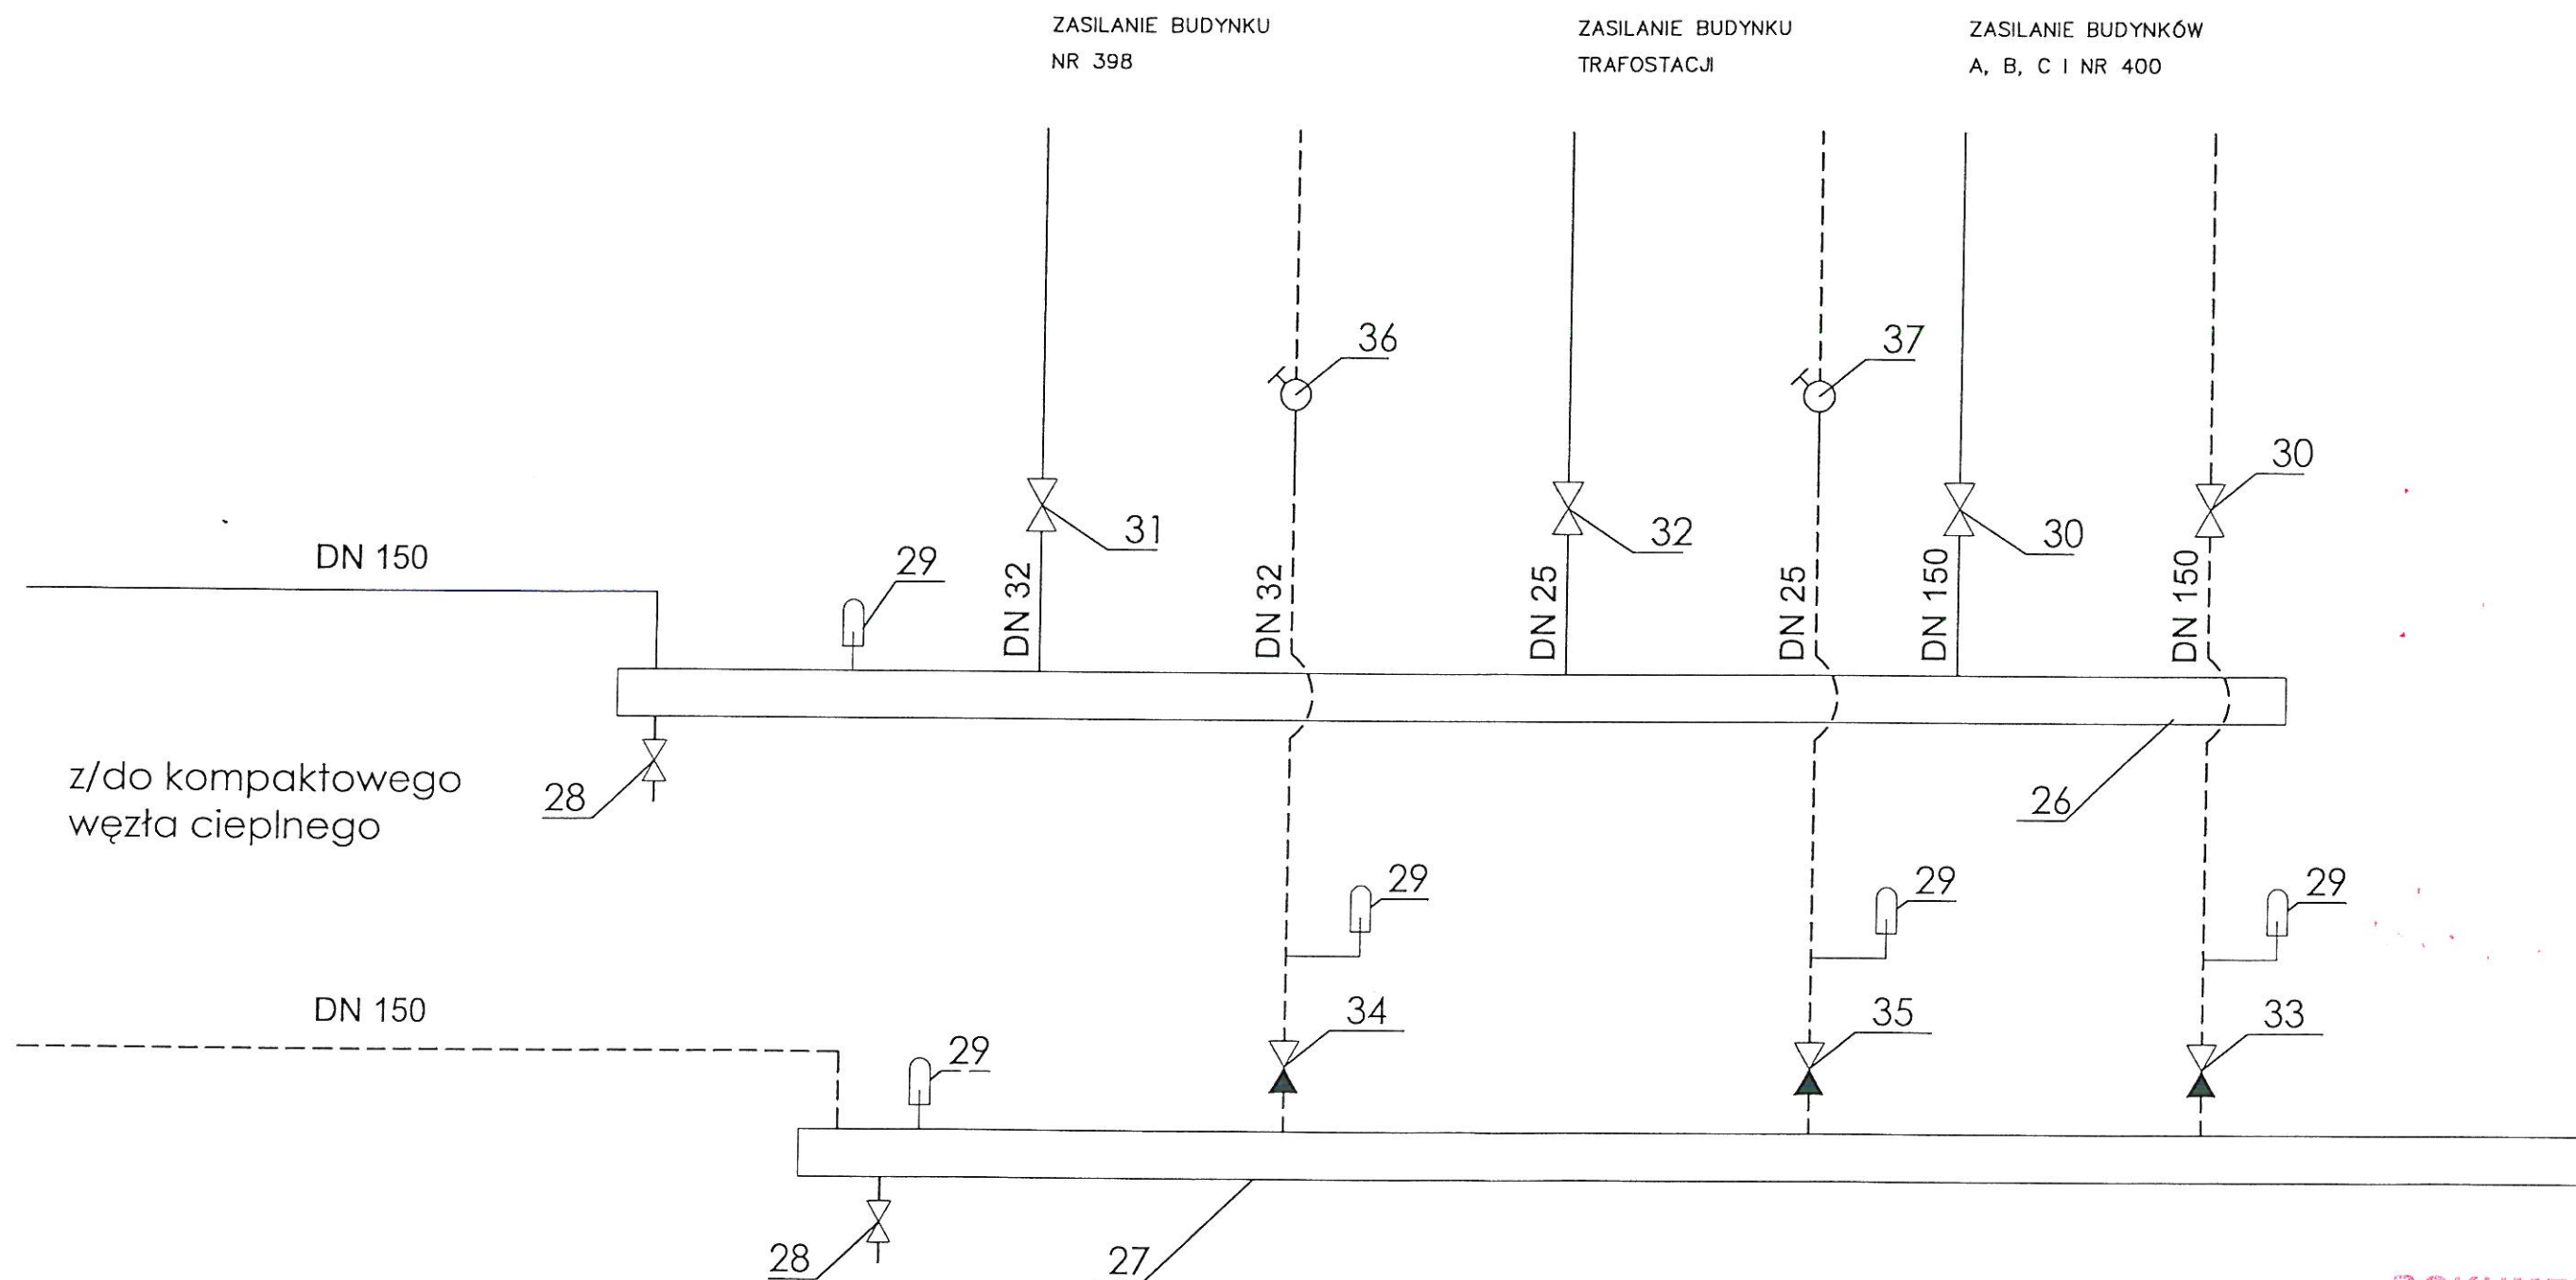 ZASILANIE BUDYNKU
NR 398
ZASILANIE BUDYNKU
TRAFOSTACJI
ZASILANIE BUDYNKÓW
A, B, C I NR 400
36
37
30
31
32
30
DN 150
29
DN 32
DN 32
DN 25
DN 25
DN 150
DN 150
z/do kompaktowego
węzła cieplnego
28
26
29
29
29
DN 150
34
35
33
29
28
27